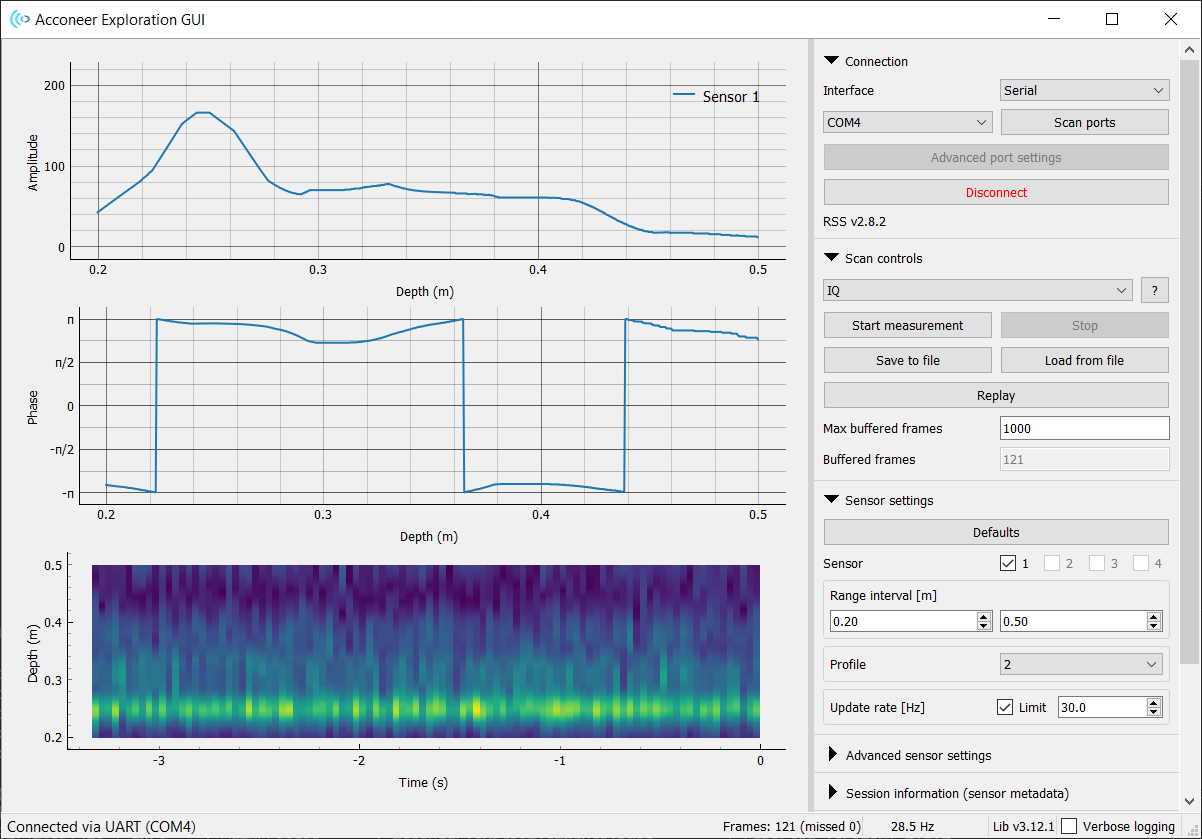 Acconeer Exploration GUI
200
100
0
Amplitude
Sensor 1
0.2 0.3 0.4 0.5
Depth (m)
π
π/2
0
-π/2
-π
Phase
0.2 0.3 0.4 0.5
Depth (m)
0.5
0.4
0.3
0.2
Depth (m)
-3 -2 -1 0
Time (s)
Connection
Interface Serial
COM4 Scan ports
Advanced port settings
Disconnect
RSS v2.8.2
Scan controls
IQ ?
Start measurement Stop
Save to file Load from file
Replay
Max buffered frames 1000
Buffered frames 121
Sensor settings
Defaults
Sensor 1 2 3 4
Range interval [m]
0.20 0.50
Profile 2
Update rate [Hz] Limit 30.0
Advanced sensor settings
Session information (sensor metadata)
Connected via UART (COM4) Frames: 121 (missed 0) 28.5 Hz Lib v3.12.1 Verbose logging